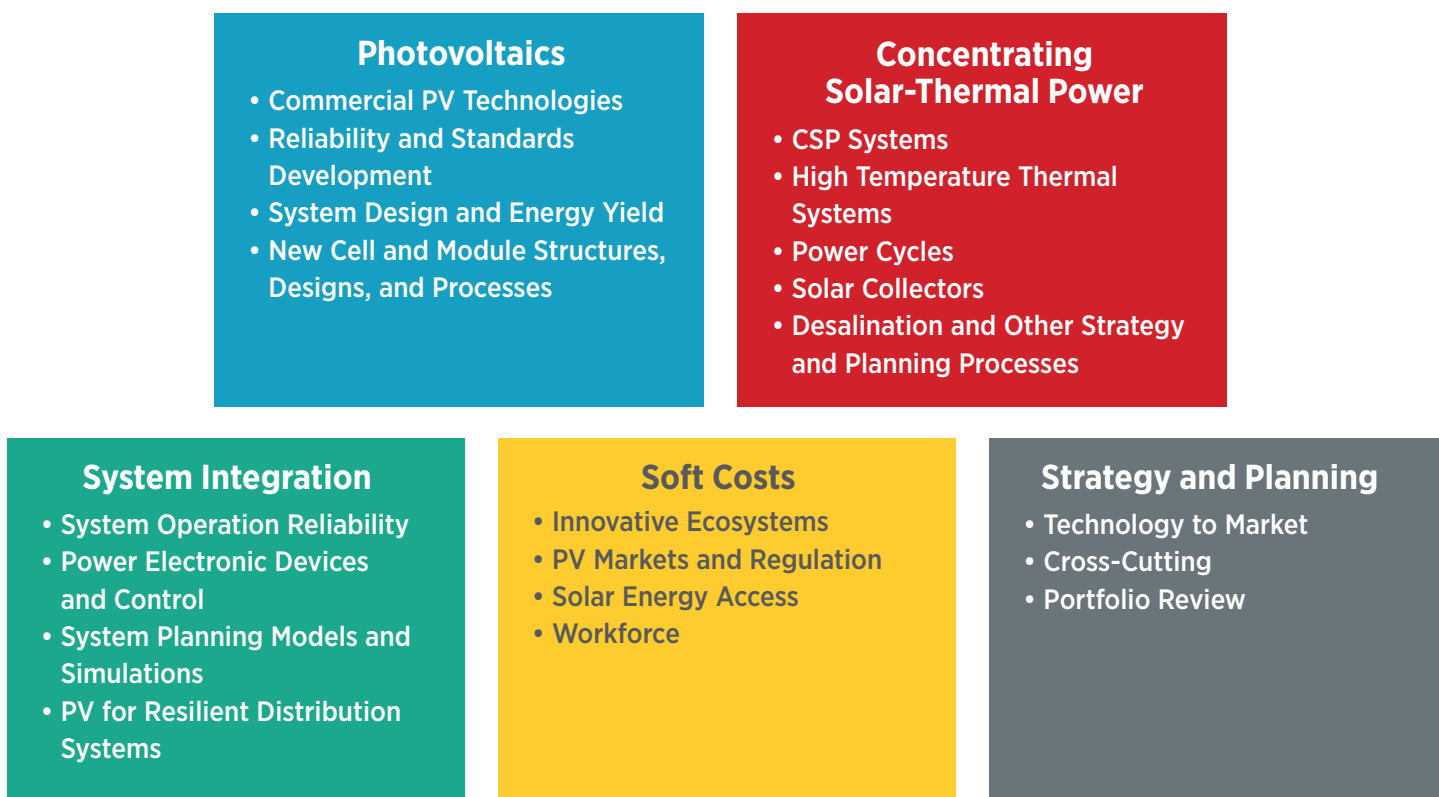 Photovoltaics
• Commercial PV Technologies
• Reliability and Standards
Development
• System Design and Energy Yield
• New Cell and Module Structures,
Designs, and Processes
Concentrating
Solar-Thermal Power
• CSP Systems
• High Temperature Thermal
Systems
• Power Cycles
• Solar Collectors
• Desalination and Other Strategy
and Planning Processes
System Integration
• System Operation Reliability
• Power Electronic Devices
and Control
• System Planning Models and
Simulations
• PV for Resilient Distribution
Systems
Soft Costs
• Innovative Ecosystems
• PV Markets and Regulation
• Solar Energy Access
• Workforce
Strategy and Planning
• Technology to Market
• Cross-Cutting
• Portfolio Review